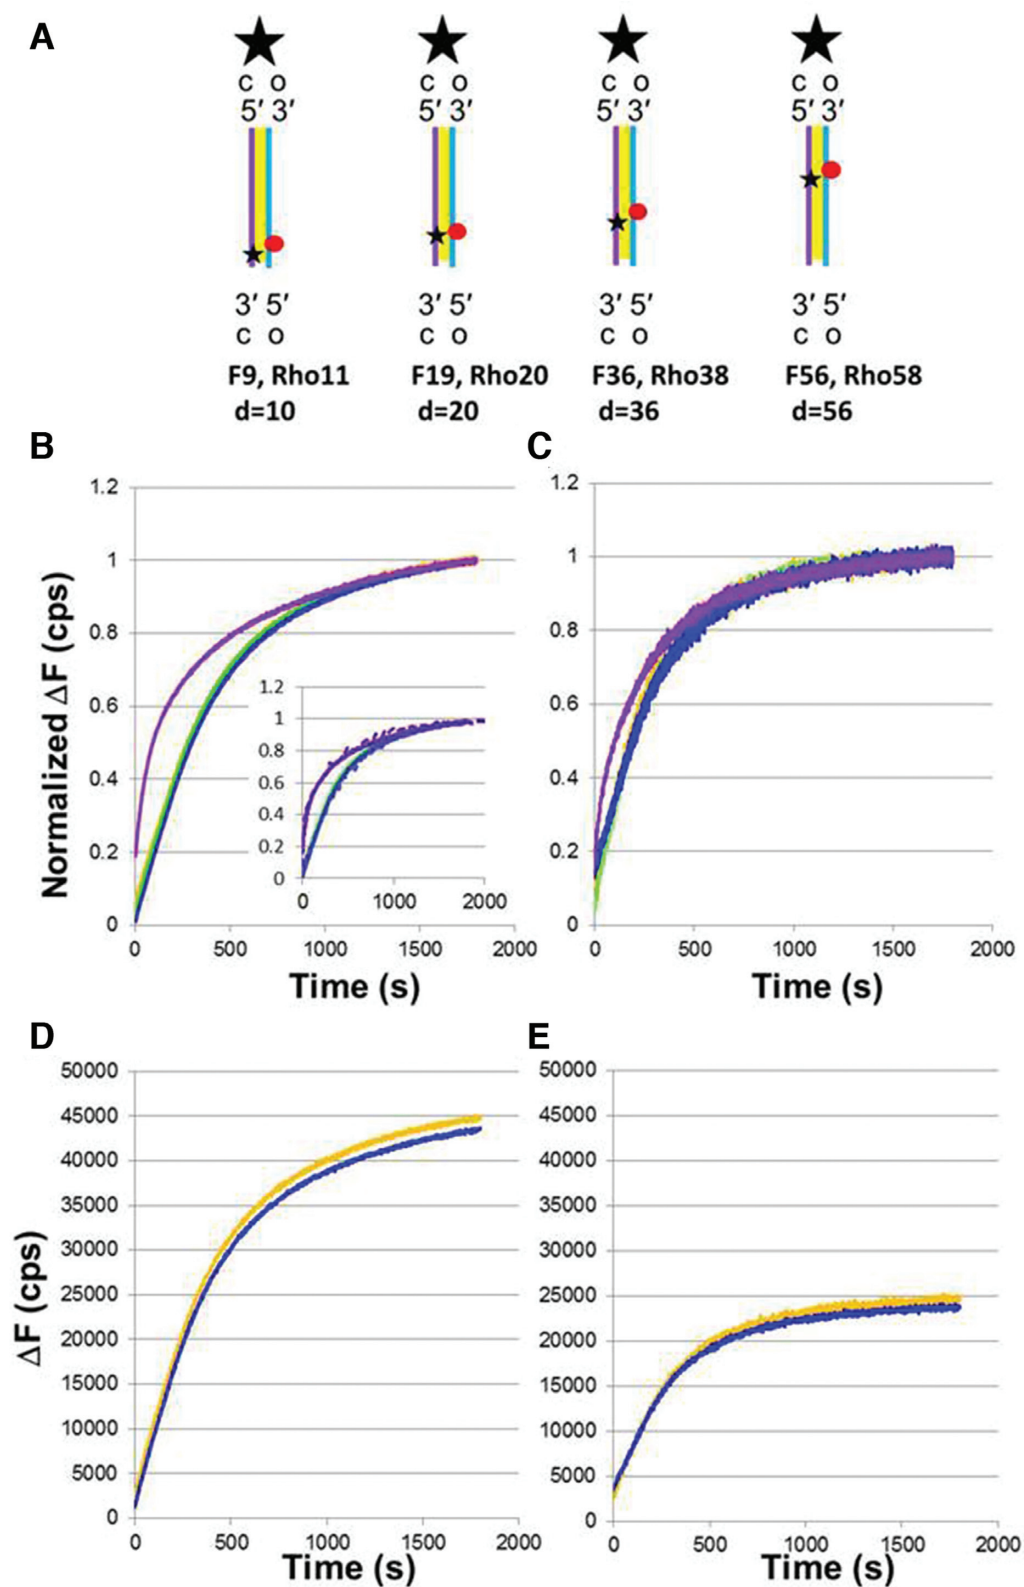 A
c o c o c o c o
5′ 3′ 5′ 3′ 5′ 3′ 5′ 3′
3′ 5′ 3′ 5′ 3′ 5′ 3′ 5′
c o c o c o c o
F9, Rho11 F19, Rho20 F36, Rho38 F56, Rho58
d=10 d=20 d=36 d=56
B
Normalized ΔF (cps)
1.2
1
0.8
0.6
0.4
0.2
0
0 500 1000 1500 2000
Time (s)
1.2
1
0.8
0.6
0.4
0.2
0
0 1000 2000
C
1.2
1
0.8
0.6
0.4
0.2
0
0 500 1000 1500 2000
Time (s)
D
ΔF (cps)
50000
45000
40000
35000
30000
25000
20000
15000
10000
5000
0
0 500 1000 1500 2000
Time (s)
E
50000
45000
40000
35000
30000
25000
20000
15000
10000
5000
0
0 500 1000 1500 2000
Time (s)